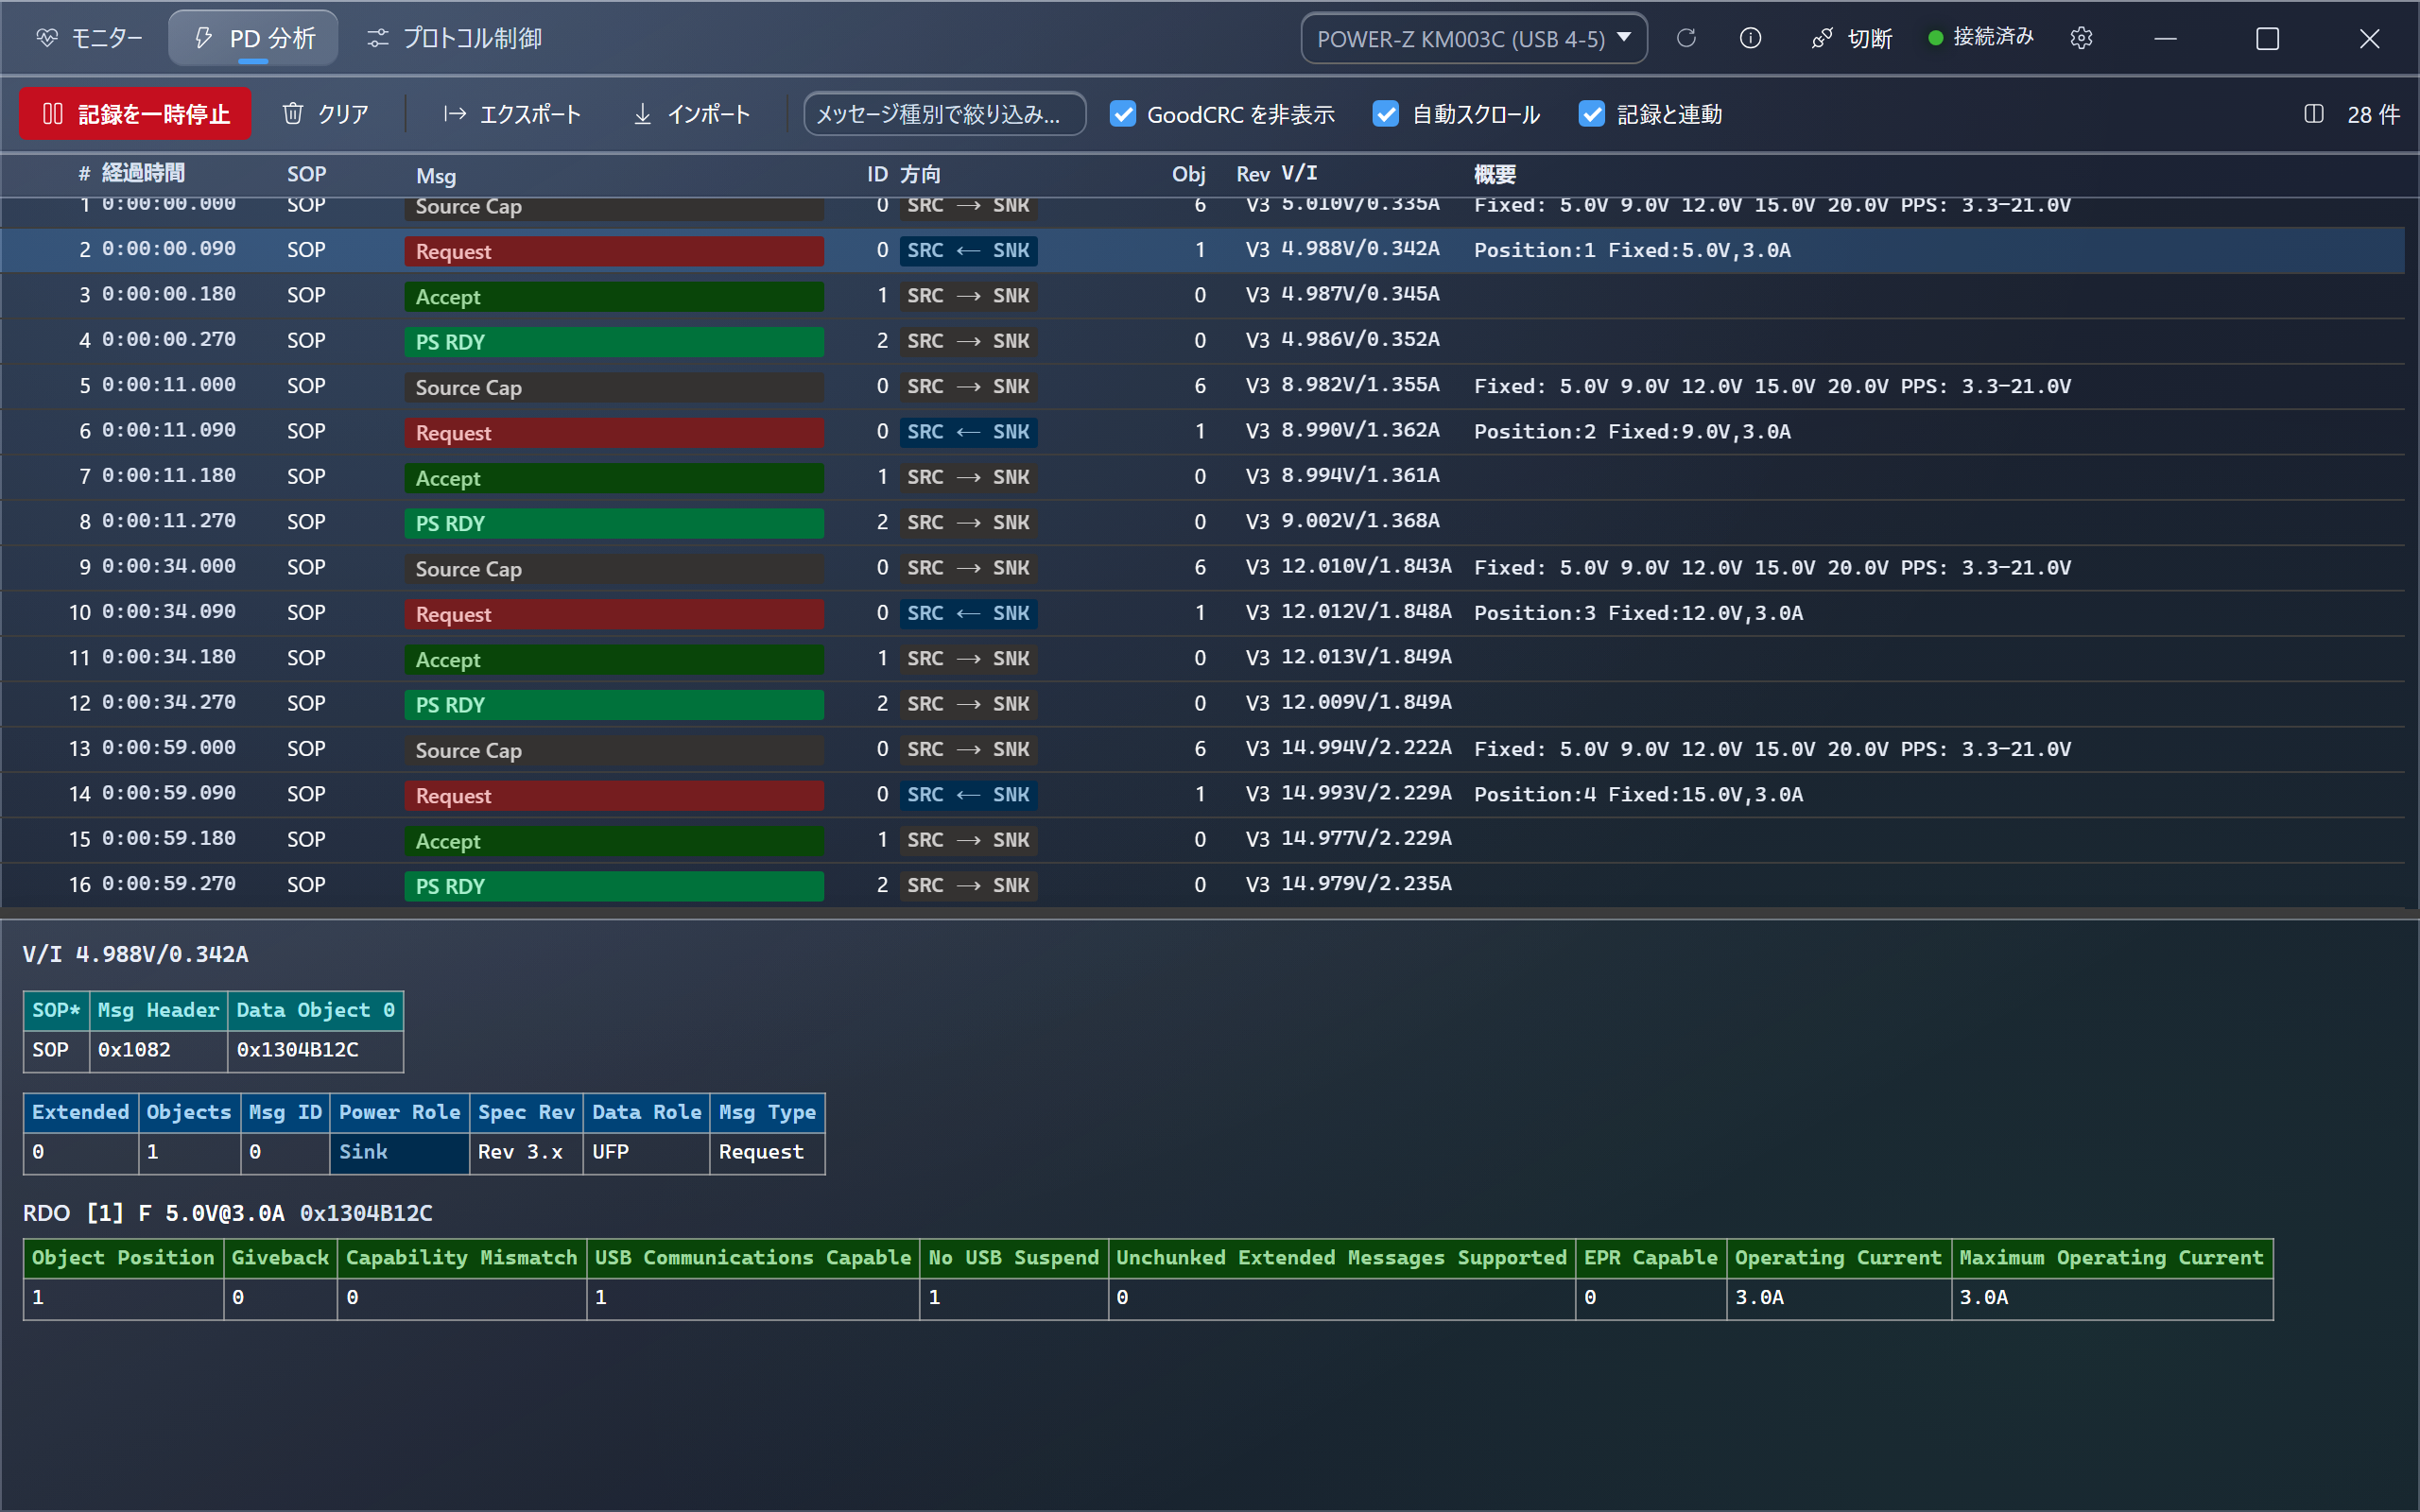 モニター PD 分析 プロトコル制御 POWER-Z KM003C (USB 4-5) 切断 接続済み
記録を一時停止 クリア エクスポート インポート メッセージ種別で絞り込み... GoodCRC を非表示 自動スクロール 記録と連動 28 件
# 経過時間 SOP Msg ID 方向 Obj Rev V/I 概要
1 0:00:00.000 SOP Source Cap 0 SRC → SNK 6 V3 5.010V/0.335A Fixed: 5.0V 9.0V 12.0V 15.0V 20.0V PPS: 3.3-21.0V
2 0:00:00.090 SOP Request 0 SRC ← SNK 1 V3 4.988V/0.342A Position:1 Fixed:5.0V,3.0A
3 0:00:00.180 SOP Accept 1 SRC → SNK 0 V3 4.987V/0.345A
4 0:00:00.270 SOP PS RDY 2 SRC → SNK 0 V3 4.986V/0.352A
5 0:00:11.000 SOP Source Cap 0 SRC → SNK 6 V3 8.982V/1.355A Fixed: 5.0V 9.0V 12.0V 15.0V 20.0V PPS: 3.3-21.0V
6 0:00:11.090 SOP Request 0 SRC ← SNK 1 V3 8.990V/1.362A Position:2 Fixed:9.0V,3.0A
7 0:00:11.180 SOP Accept 1 SRC → SNK 0 V3 8.994V/1.361A
8 0:00:11.270 SOP PS RDY 2 SRC → SNK 0 V3 9.002V/1.368A
9 0:00:34.000 SOP Source Cap 0 SRC → SNK 6 V3 12.010V/1.843A Fixed: 5.0V 9.0V 12.0V 15.0V 20.0V PPS: 3.3-21.0V
10 0:00:34.090 SOP Request 0 SRC ← SNK 1 V3 12.012V/1.848A Position:3 Fixed:12.0V,3.0A
11 0:00:34.180 SOP Accept 1 SRC → SNK 0 V3 12.013V/1.849A
12 0:00:34.270 SOP PS RDY 2 SRC → SNK 0 V3 12.009V/1.849A
13 0:00:59.000 SOP Source Cap 0 SRC → SNK 6 V3 14.994V/2.222A Fixed: 5.0V 9.0V 12.0V 15.0V 20.0V PPS: 3.3-21.0V
14 0:00:59.090 SOP Request 0 SRC ← SNK 1 V3 14.993V/2.229A Position:4 Fixed:15.0V,3.0A
15 0:00:59.180 SOP Accept 1 SRC → SNK 0 V3 14.977V/2.229A
16 0:00:59.270 SOP PS RDY 2 SRC → SNK 0 V3 14.979V/2.235A
V/I 4.988V/0.342A
SOP* Msg Header Data Object 0
SOP 0x1082 0x1304B12C
Extended Objects Msg ID Power Role Spec Rev Data Role Msg Type
0 1 0 Sink Rev 3.x UFP Request
RDO [1] F 5.0V@3.0A 0x1304B12C
Object Position Giveback Capability Mismatch USB Communications Capable No USB Suspend Unchunked Extended Messages Supported EPR Capable Operating Current Maximum Operating Current
1 0 0 1 1 0 0 3.0A 3.0A